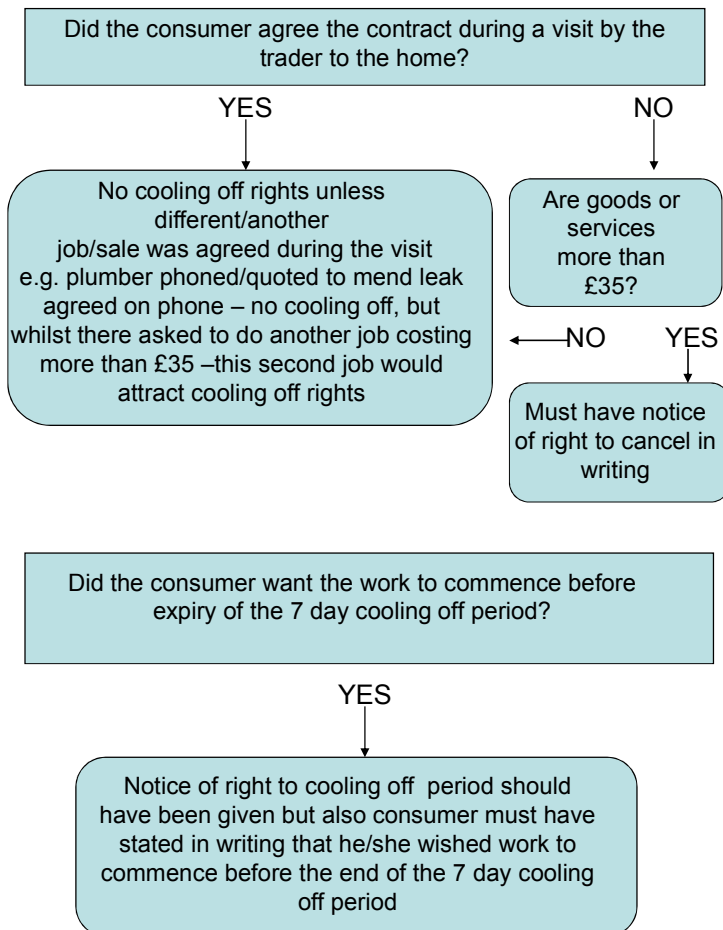 Did the consumer agree the contract during a visit by the
trader to the home?
YES
NO
No cooling off rights unless
different/another
job/sale was agreed during the visit
e.g. plumber phoned/quoted to mend leak
agreed on phone – no cooling off, but
whilst there asked to do another job costing
more than £35 –this second job would
attract cooling off rights
Are goods or
services
more than
£35?
NO
YES
Must have notice
of right to cancel in
writing
Did the consumer want the work to commence before
expiry of the 7 day cooling off period?
YES
Notice of right to cooling off period should
have been given but also consumer must have
stated in writing that he/she wished work to
commence before the end of the 7 day cooling
off period